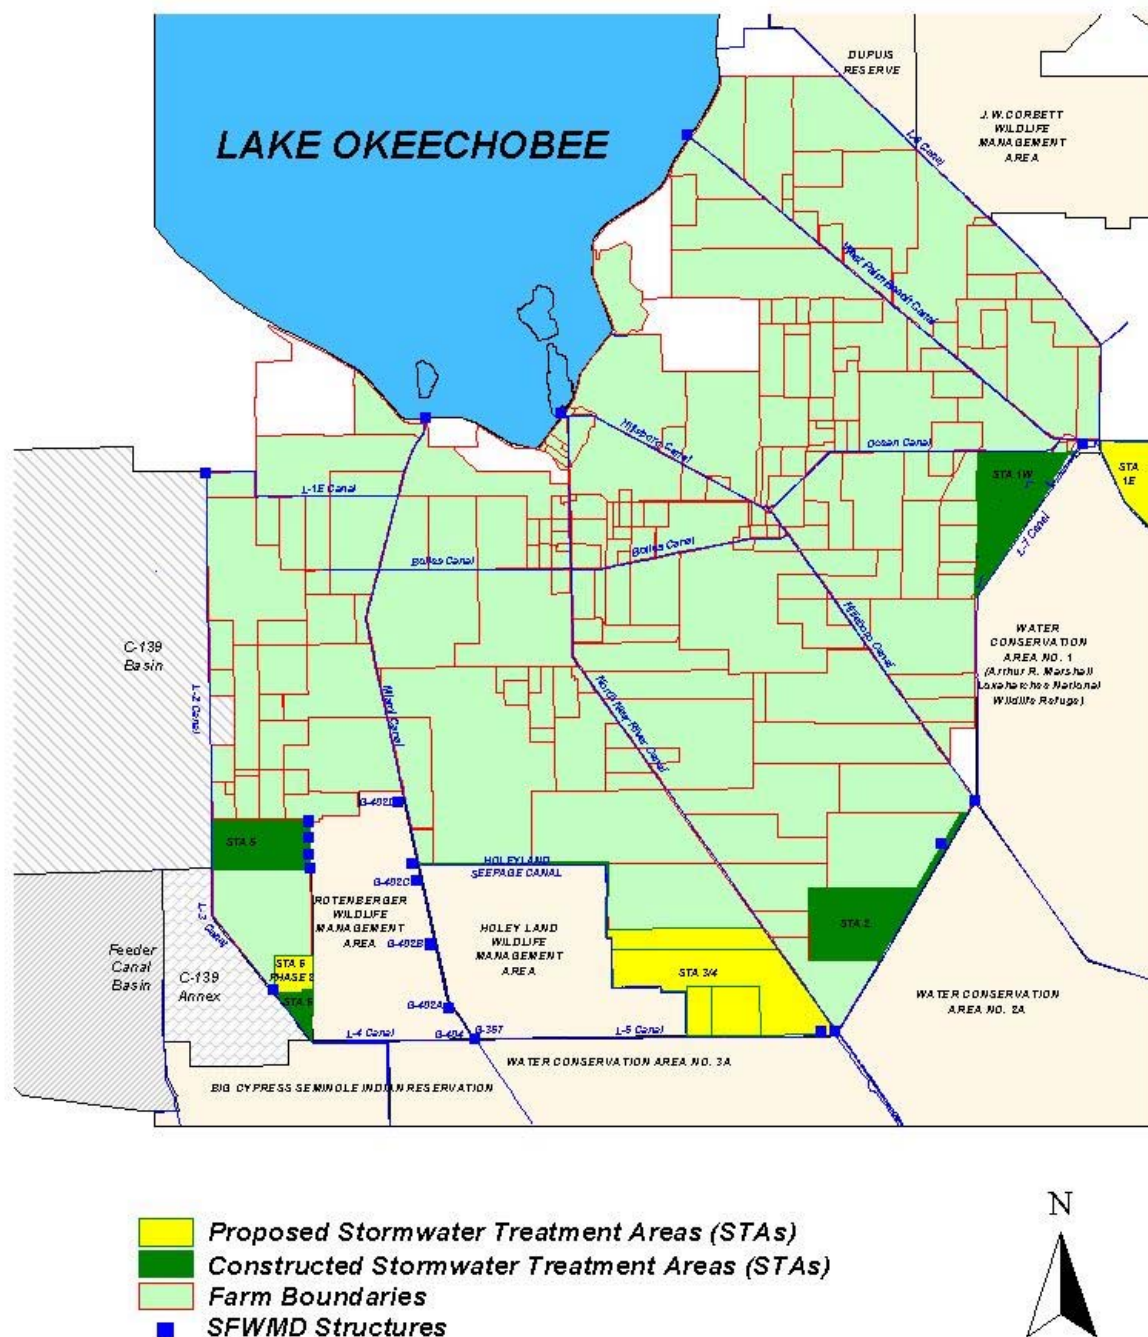 DUPUIS
RESERVE
LAKE OKEECHOBEE
J.W. CORBETT
WILDLIFE
MANAGEMENT
AREA
L-8 Canal
West Palm Beach Canal
Hillsboro Canal
Ocean Canal
STA 1W
STA
1E
L-1E Canal
L-7 Canal
Bolles Canal
Bolles Canal
C-139
Basin
WATER
CONSERVATION
AREA NO. 1
(Arthur R. Marshall
Loxahatchee National
Wildlife Refuge)
Hillsboro Canal
L-2 Canal
Miami Canal
North New River Canal
G-402D
STA 5
HOLEYLAND
SEEPAGE CANAL
G-402C
ROTENBERGER
WILDLIFE
MANAGEMENT
AREA
STA 2
L-3 Canal
HOLEY LAND
WILDLIFE
MANAGEMENT
AREA
G-402B
Feeder
Canal
Basin
C-139
Annex
STA 6
PHASE 2
STA 6
STA 3/4
WATER CONSERVATION
AREA NO. 2A
G-402A
L-4 Canal
G-404
G-357
L-5 Canal
WATER CONSERVATION AREA NO. 3A
BIG CYPRESS SEMINOLE INDIAN RESERVATION
N
Proposed Stormwater Treatment Areas (STAs)
Constructed Stormwater Treatment Areas (STAs)
Farm Boundaries
SFWMD Structures